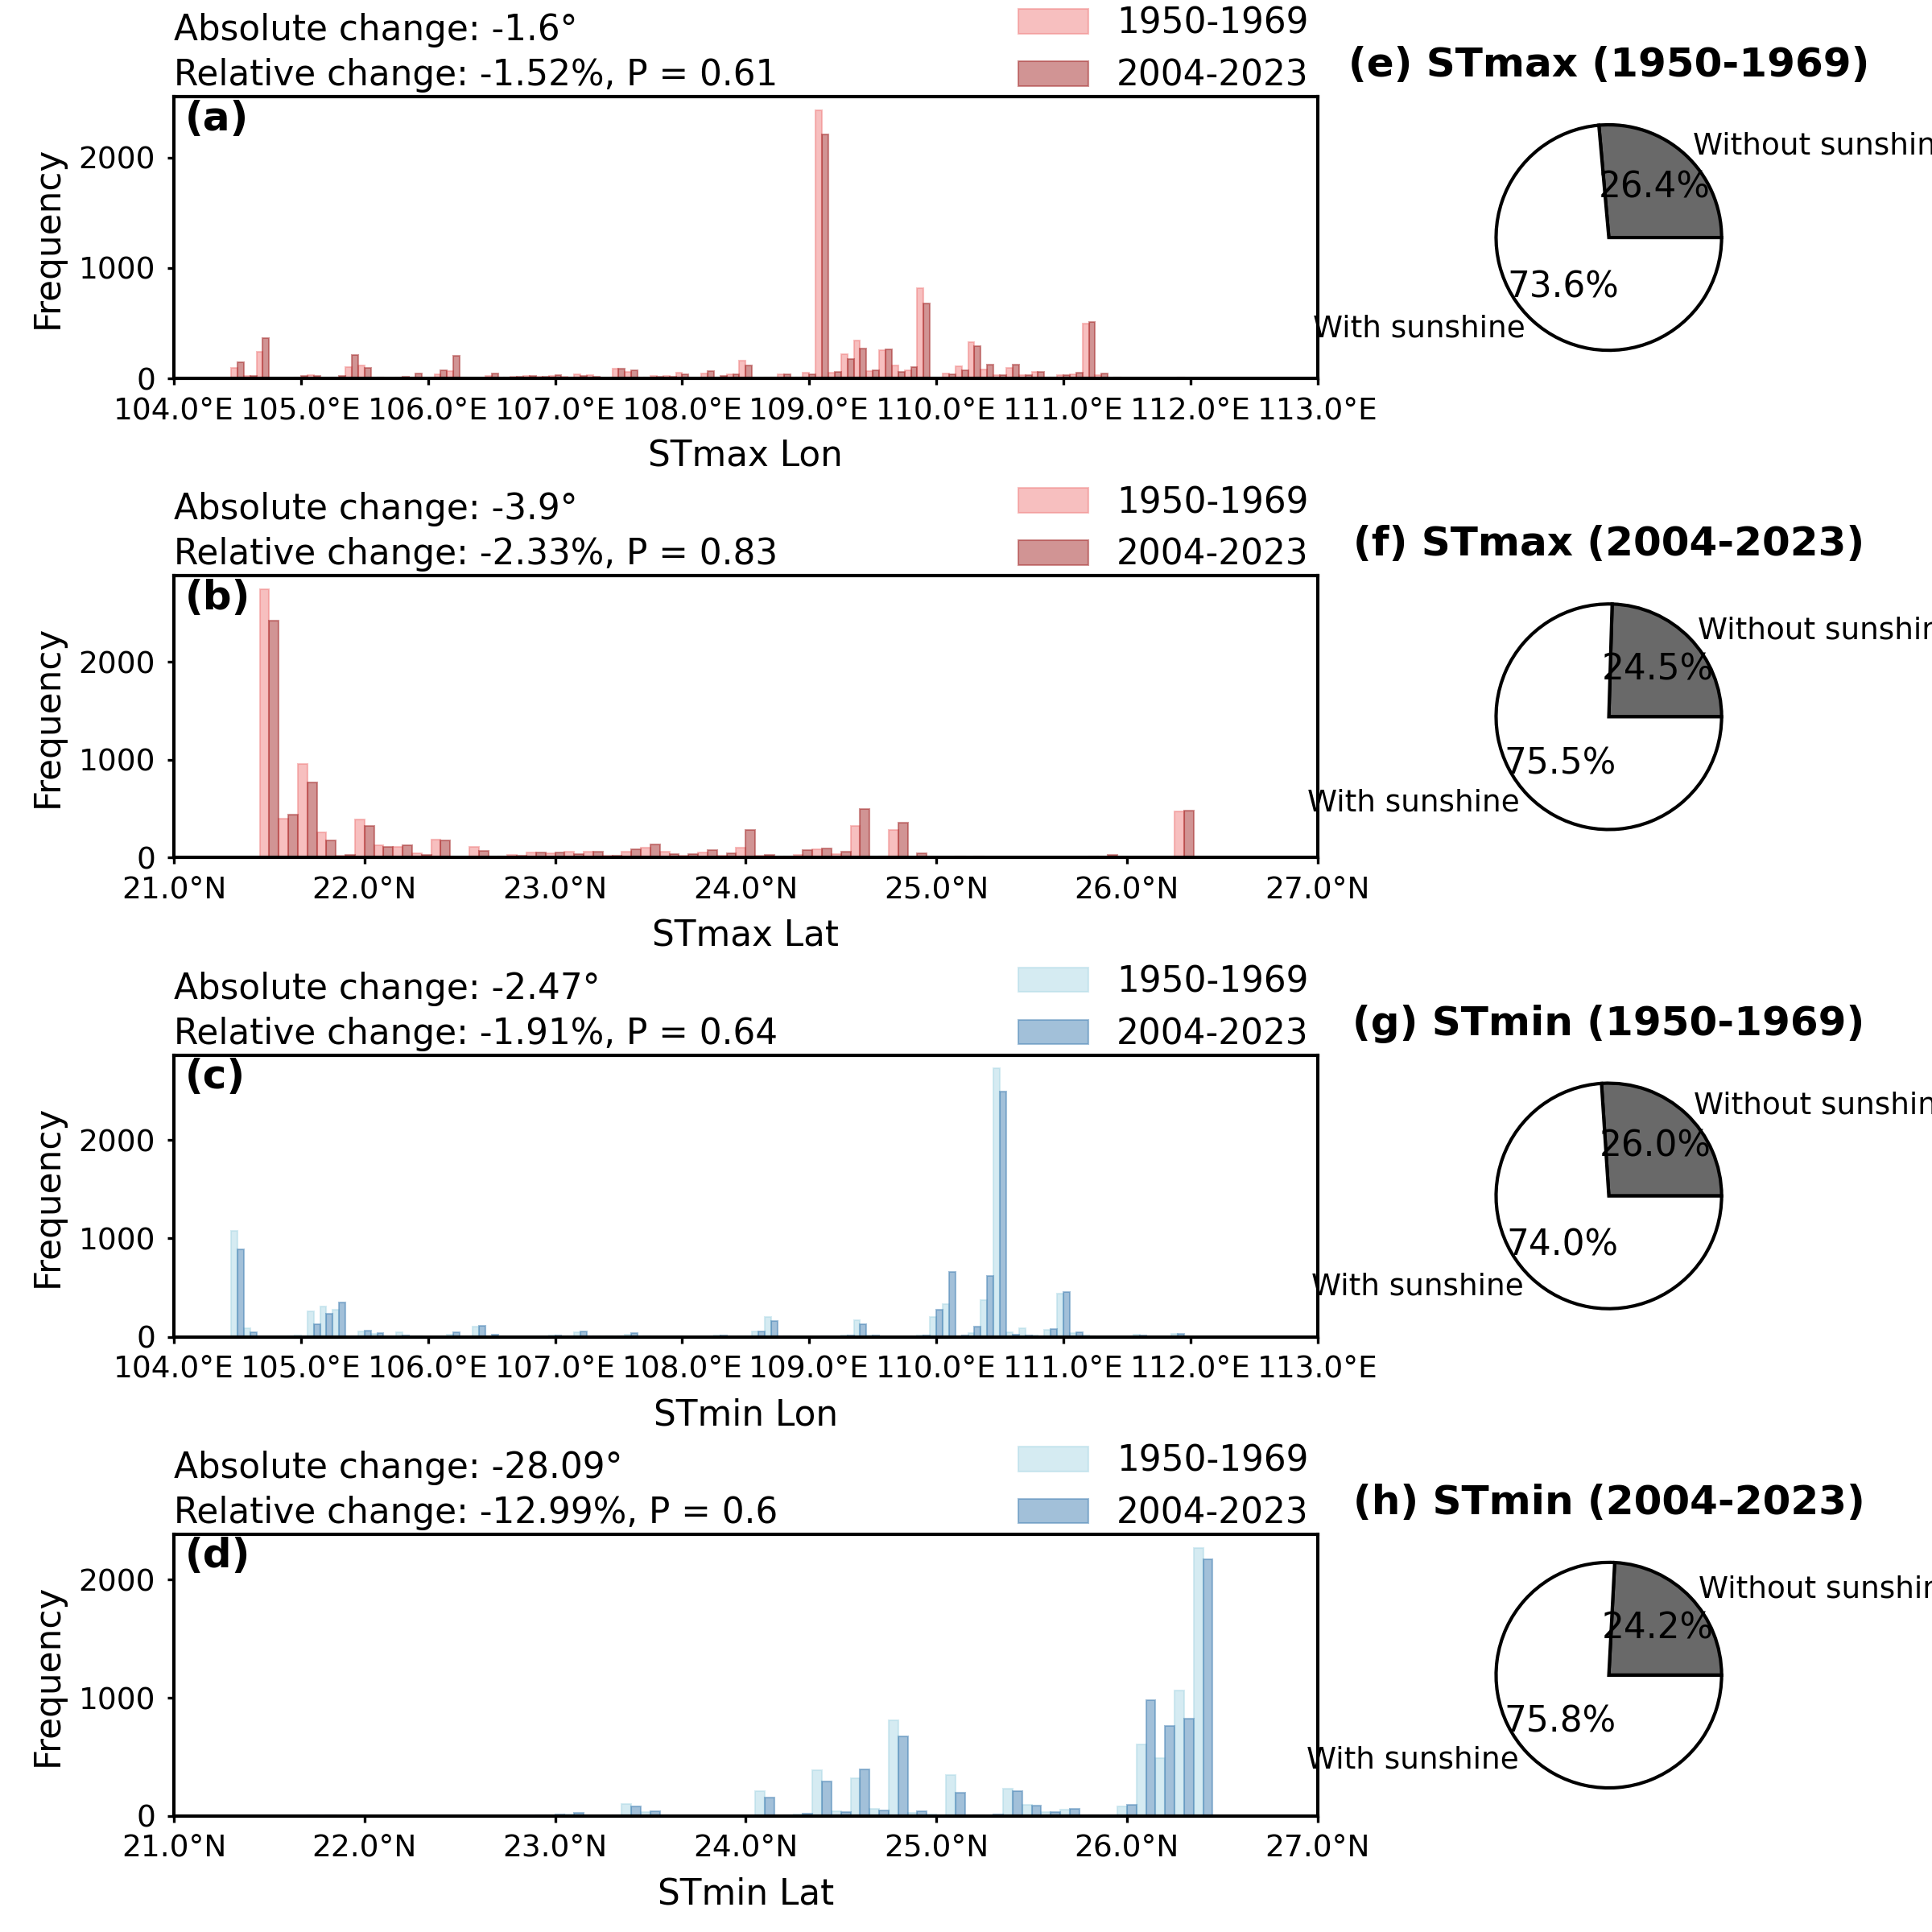 Absolute change: -1.6°
Relative change: -1.52%, P = 0.61
1950-1969
2004-2023
(a)
Frequency
2000
1000
0
104.0°E 105.0°E 106.0°E 107.0°E 108.0°E 109.0°E 110.0°E 111.0°E 112.0°E 113.0°E
STmax Lon
(e) STmax (1950-1969)
Without sunshin
26.4%
73.6%
With sunshine
Absolute change: -3.9°
Relative change: -2.33%, P = 0.83
1950-1969
2004-2023
(b)
Frequency
2000
1000
0
21.0°N 22.0°N 23.0°N 24.0°N 25.0°N 26.0°N 27.0°N
STmax Lat
(f) STmax (2004-2023)
Without sunshin
24.5%
75.5%
With sunshine
Absolute change: -2.47°
Relative change: -1.91%, P = 0.64
1950-1969
2004-2023
(c)
Frequency
2000
1000
0
104.0°E 105.0°E 106.0°E 107.0°E 108.0°E 109.0°E 110.0°E 111.0°E 112.0°E 113.0°E
STmin Lon
(g) STmin (1950-1969)
Without sunshin
26.0%
74.0%
With sunshine
Absolute change: -28.09°
Relative change: -12.99%, P = 0.6
1950-1969
2004-2023
(d)
Frequency
2000
1000
0
21.0°N 22.0°N 23.0°N 24.0°N 25.0°N 26.0°N 27.0°N
STmin Lat
(h) STmin (2004-2023)
Without sunshin
24.2%
75.8%
With sunshine